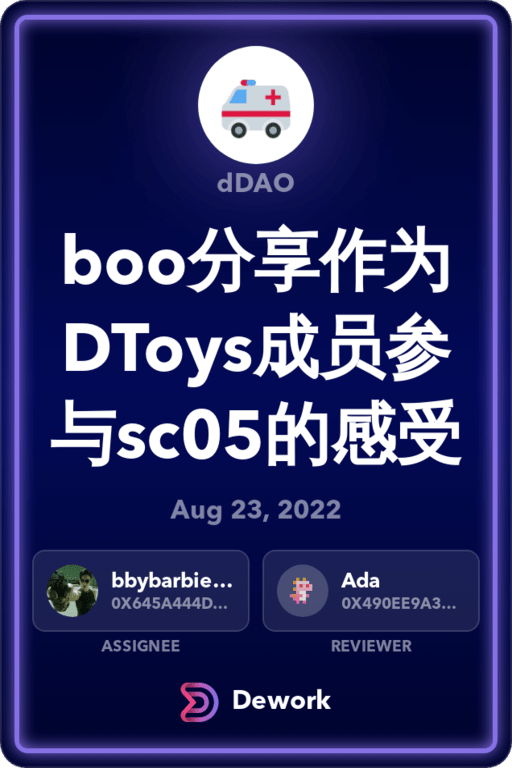 dDAO
boo分享作为
DToys成员参
与sc05的感受
Aug 23, 2022
bbybarbie...
0X645A444D...
Ada
0X490EE9A3...
ASSIGNEE
REVIEWER
Dework